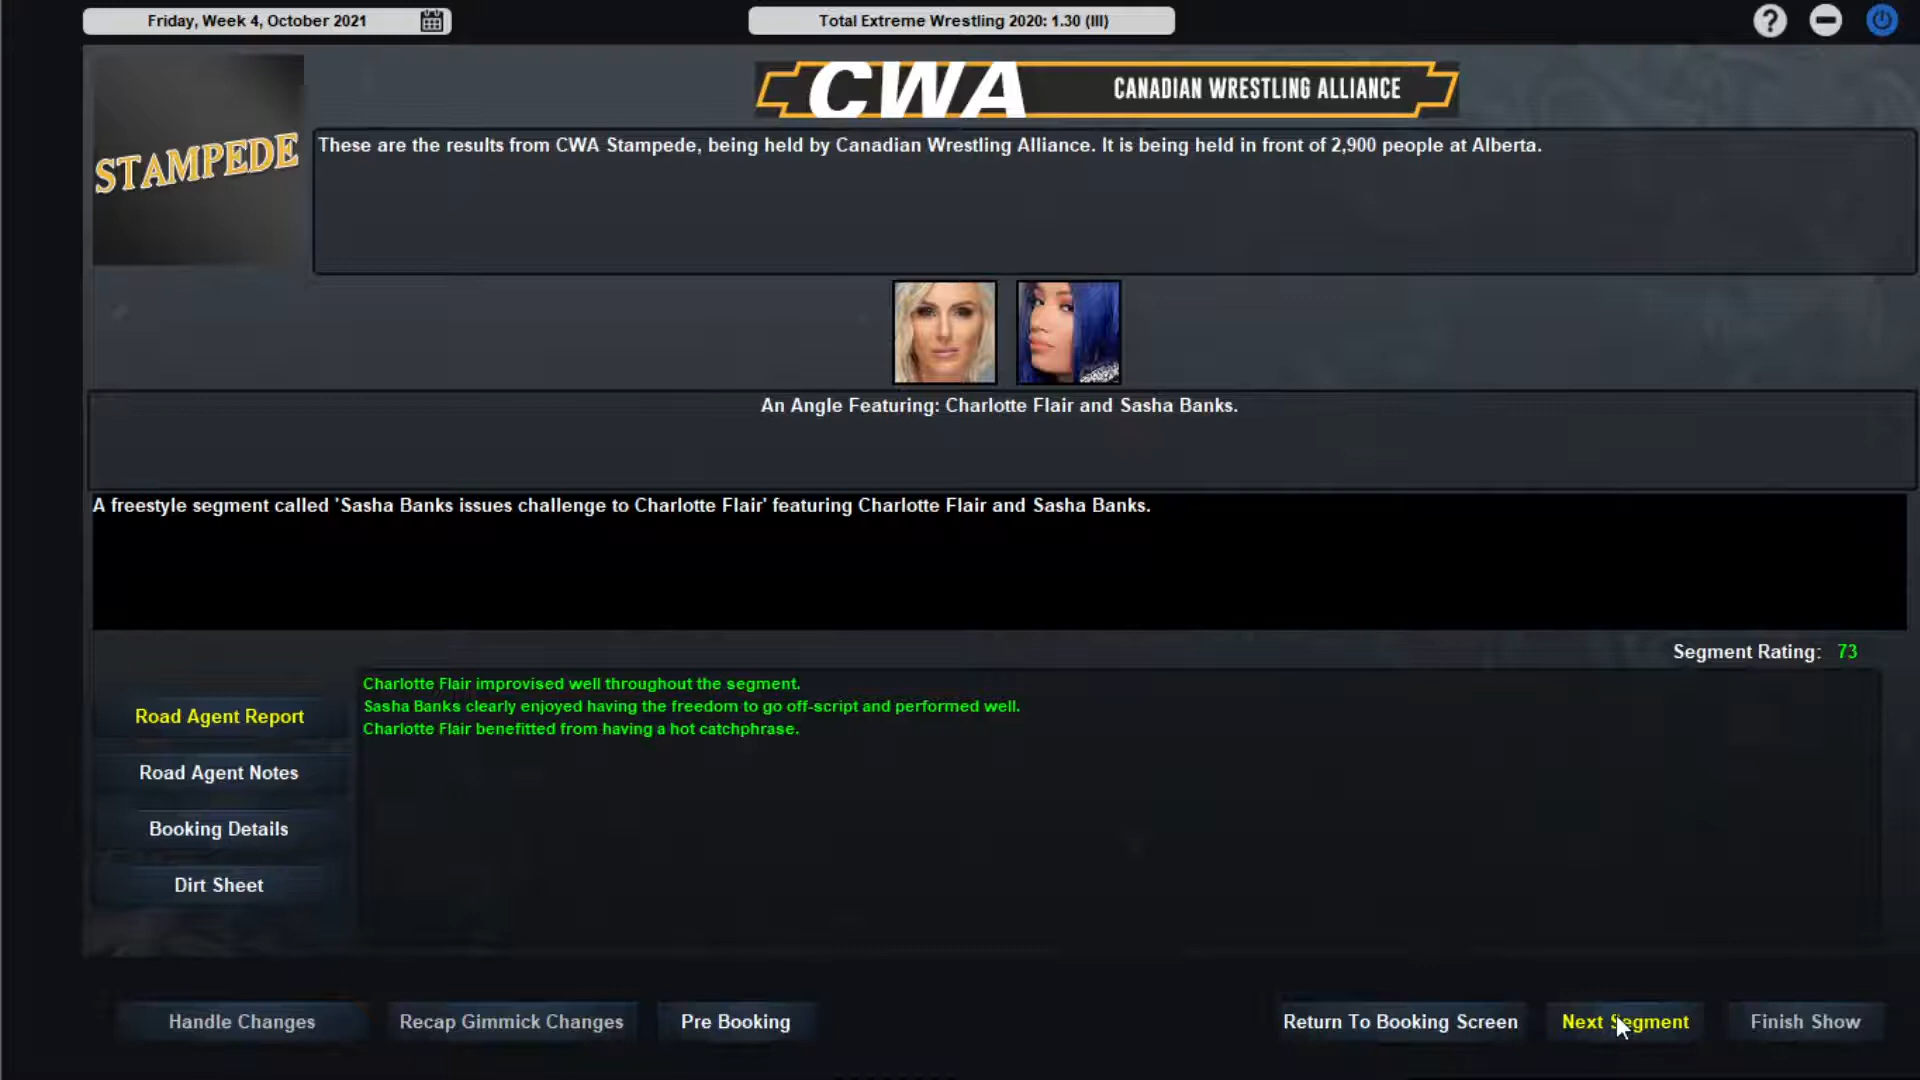 Friday, Week 4, October 2021
Total Extreme Wrestling 2020: 1.30 (III)
?
STAMPEDE
CWA CANADIAN WRESTLING ALLIANCE
These are the results from CWA Stampede, being held by Canadian Wrestling Alliance. It is being held in front of 2,900 people at Alberta.
An Angle Featuring: Charlotte Flair and Sasha Banks.
A freestyle segment called 'Sasha Banks issues challenge to Charlotte Flair' featuring Charlotte Flair and Sasha Banks.
Segment Rating: 73
Charlotte Flair improvised well throughout the segment.
Sasha Banks clearly enjoyed having the freedom to go off-script and performed well.
Charlotte Flair benefitted from having a hot catchphrase.
Road Agent Report
Road Agent Notes
Booking Details
Dirt Sheet
Handle Changes
Recap Gimmick Changes
Pre Booking
Return To Booking Screen
Next Segment
Finish Show